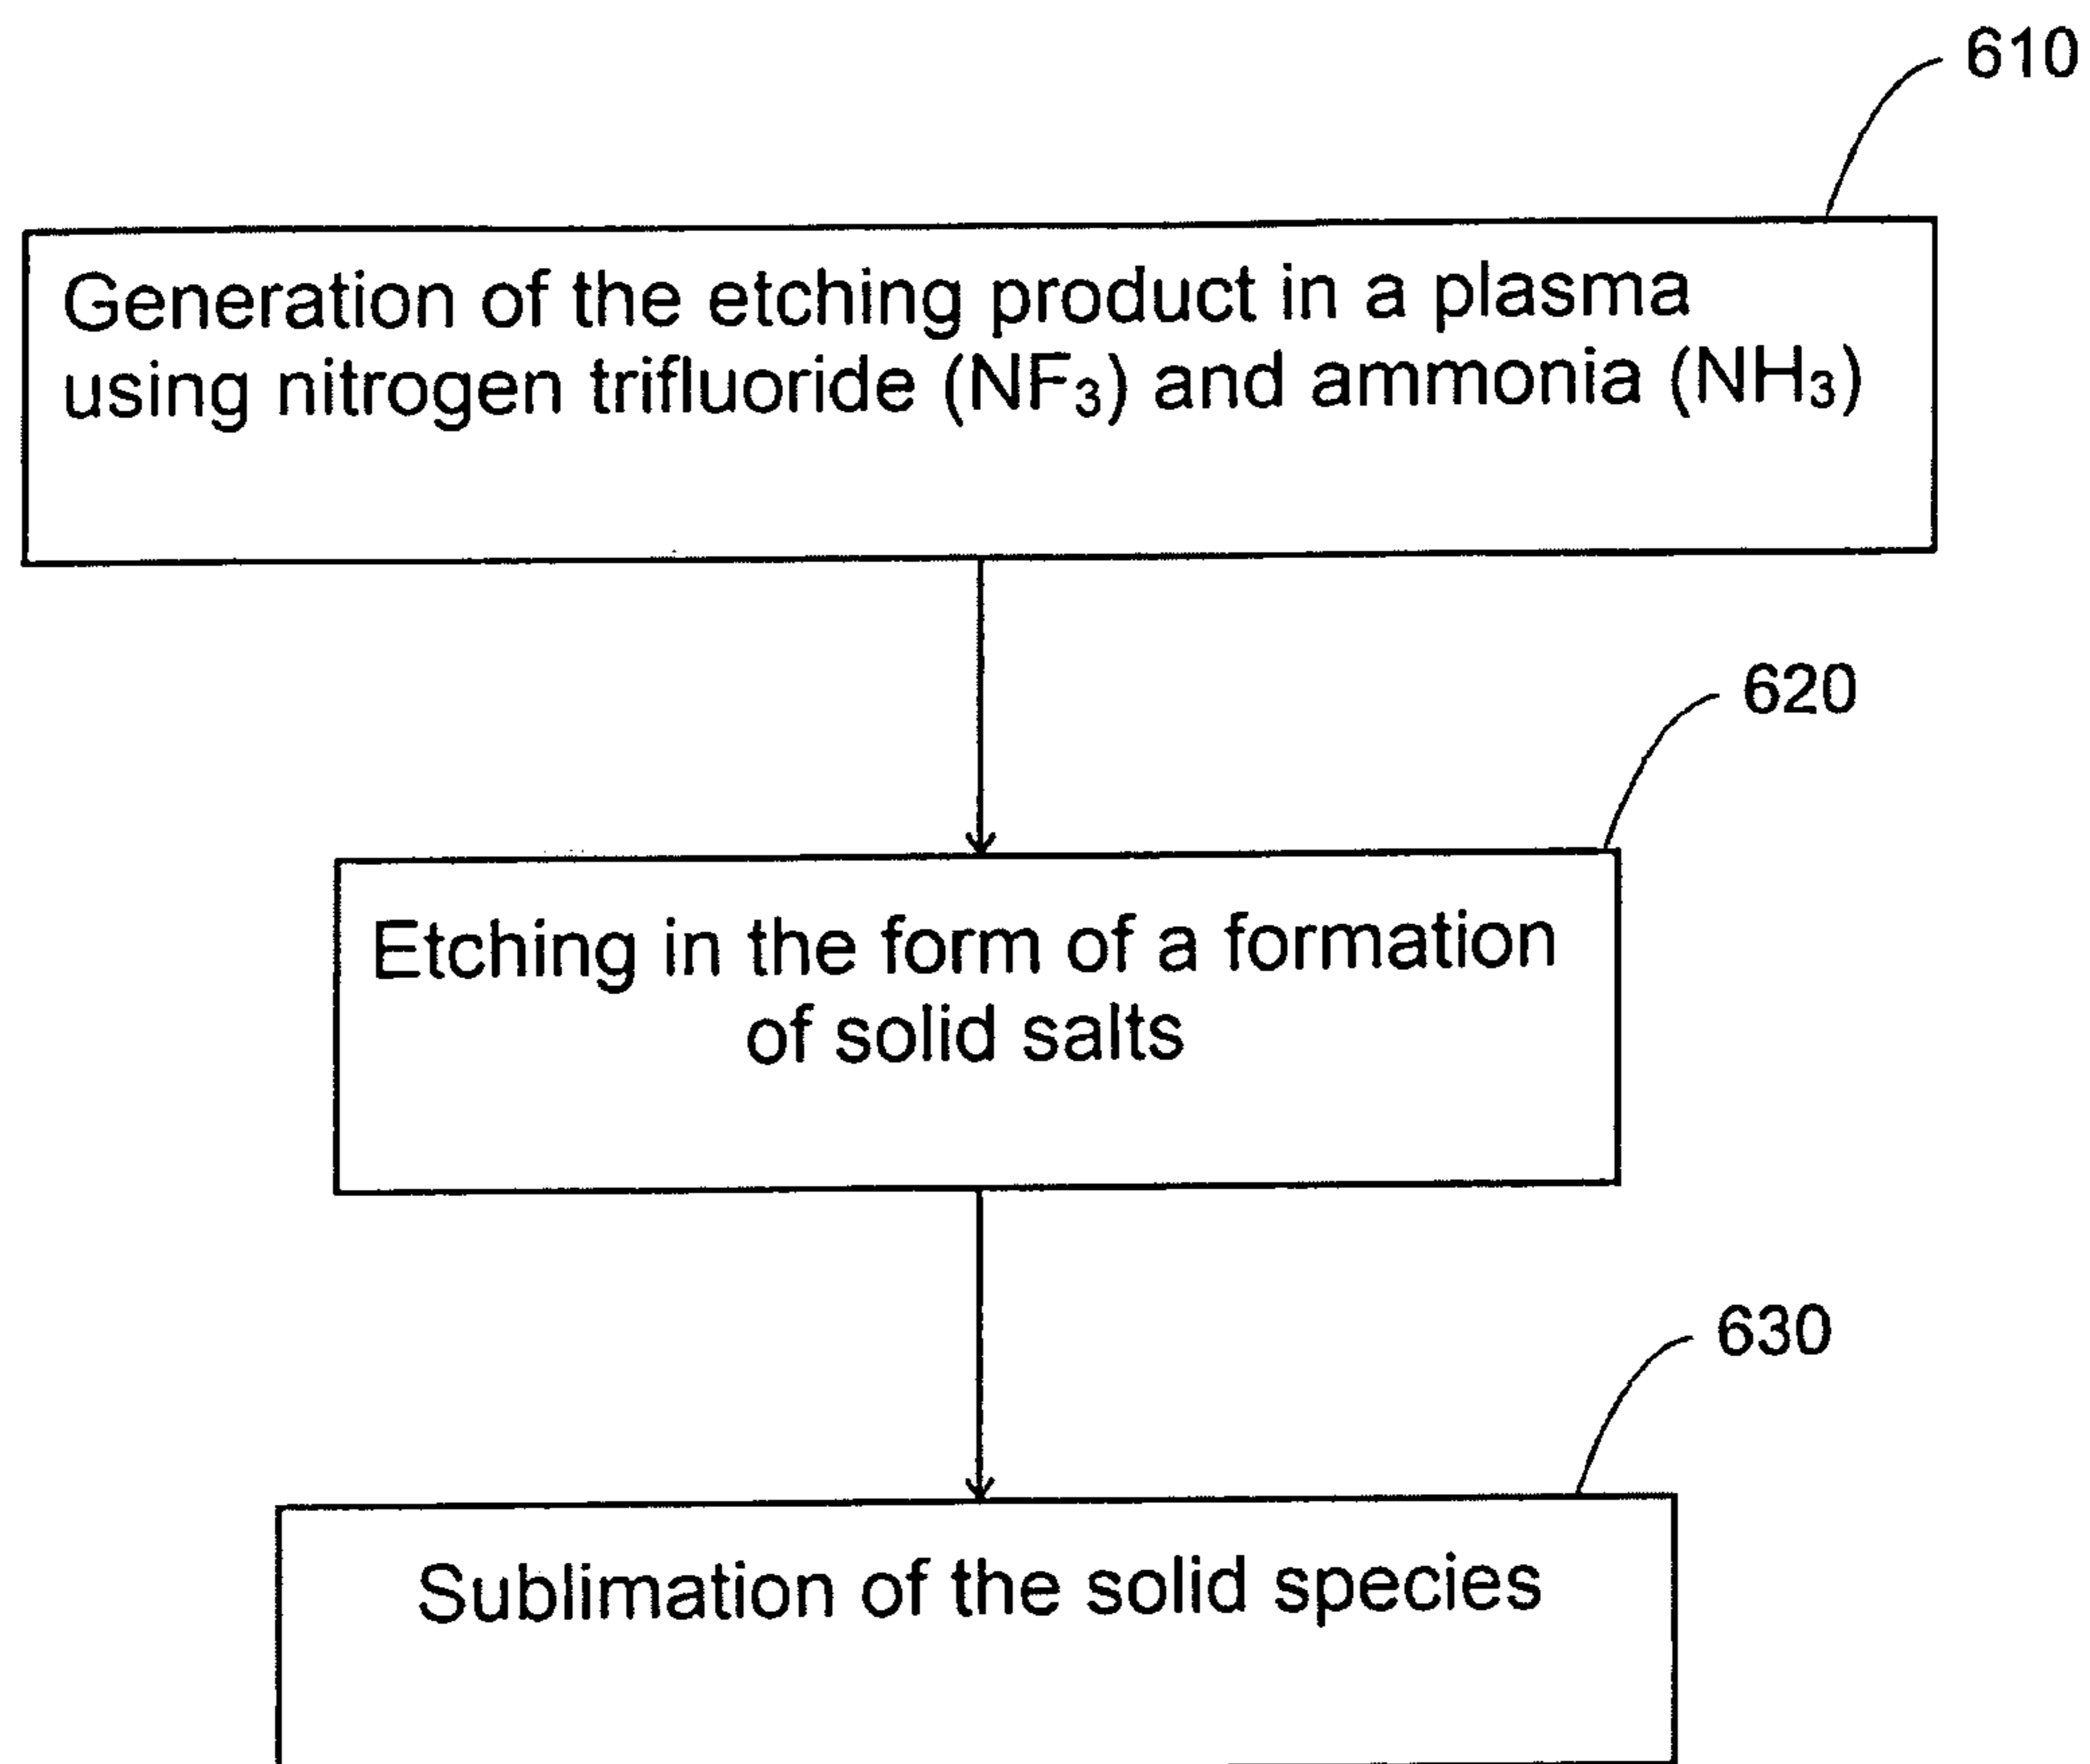 610
Generation of the etching product in a plasma
using nitrogen trifluoride (NF₃) and ammonia (NH₃)
620
Etching in the form of a formation
of solid salts
630
Sublimation of the solid species